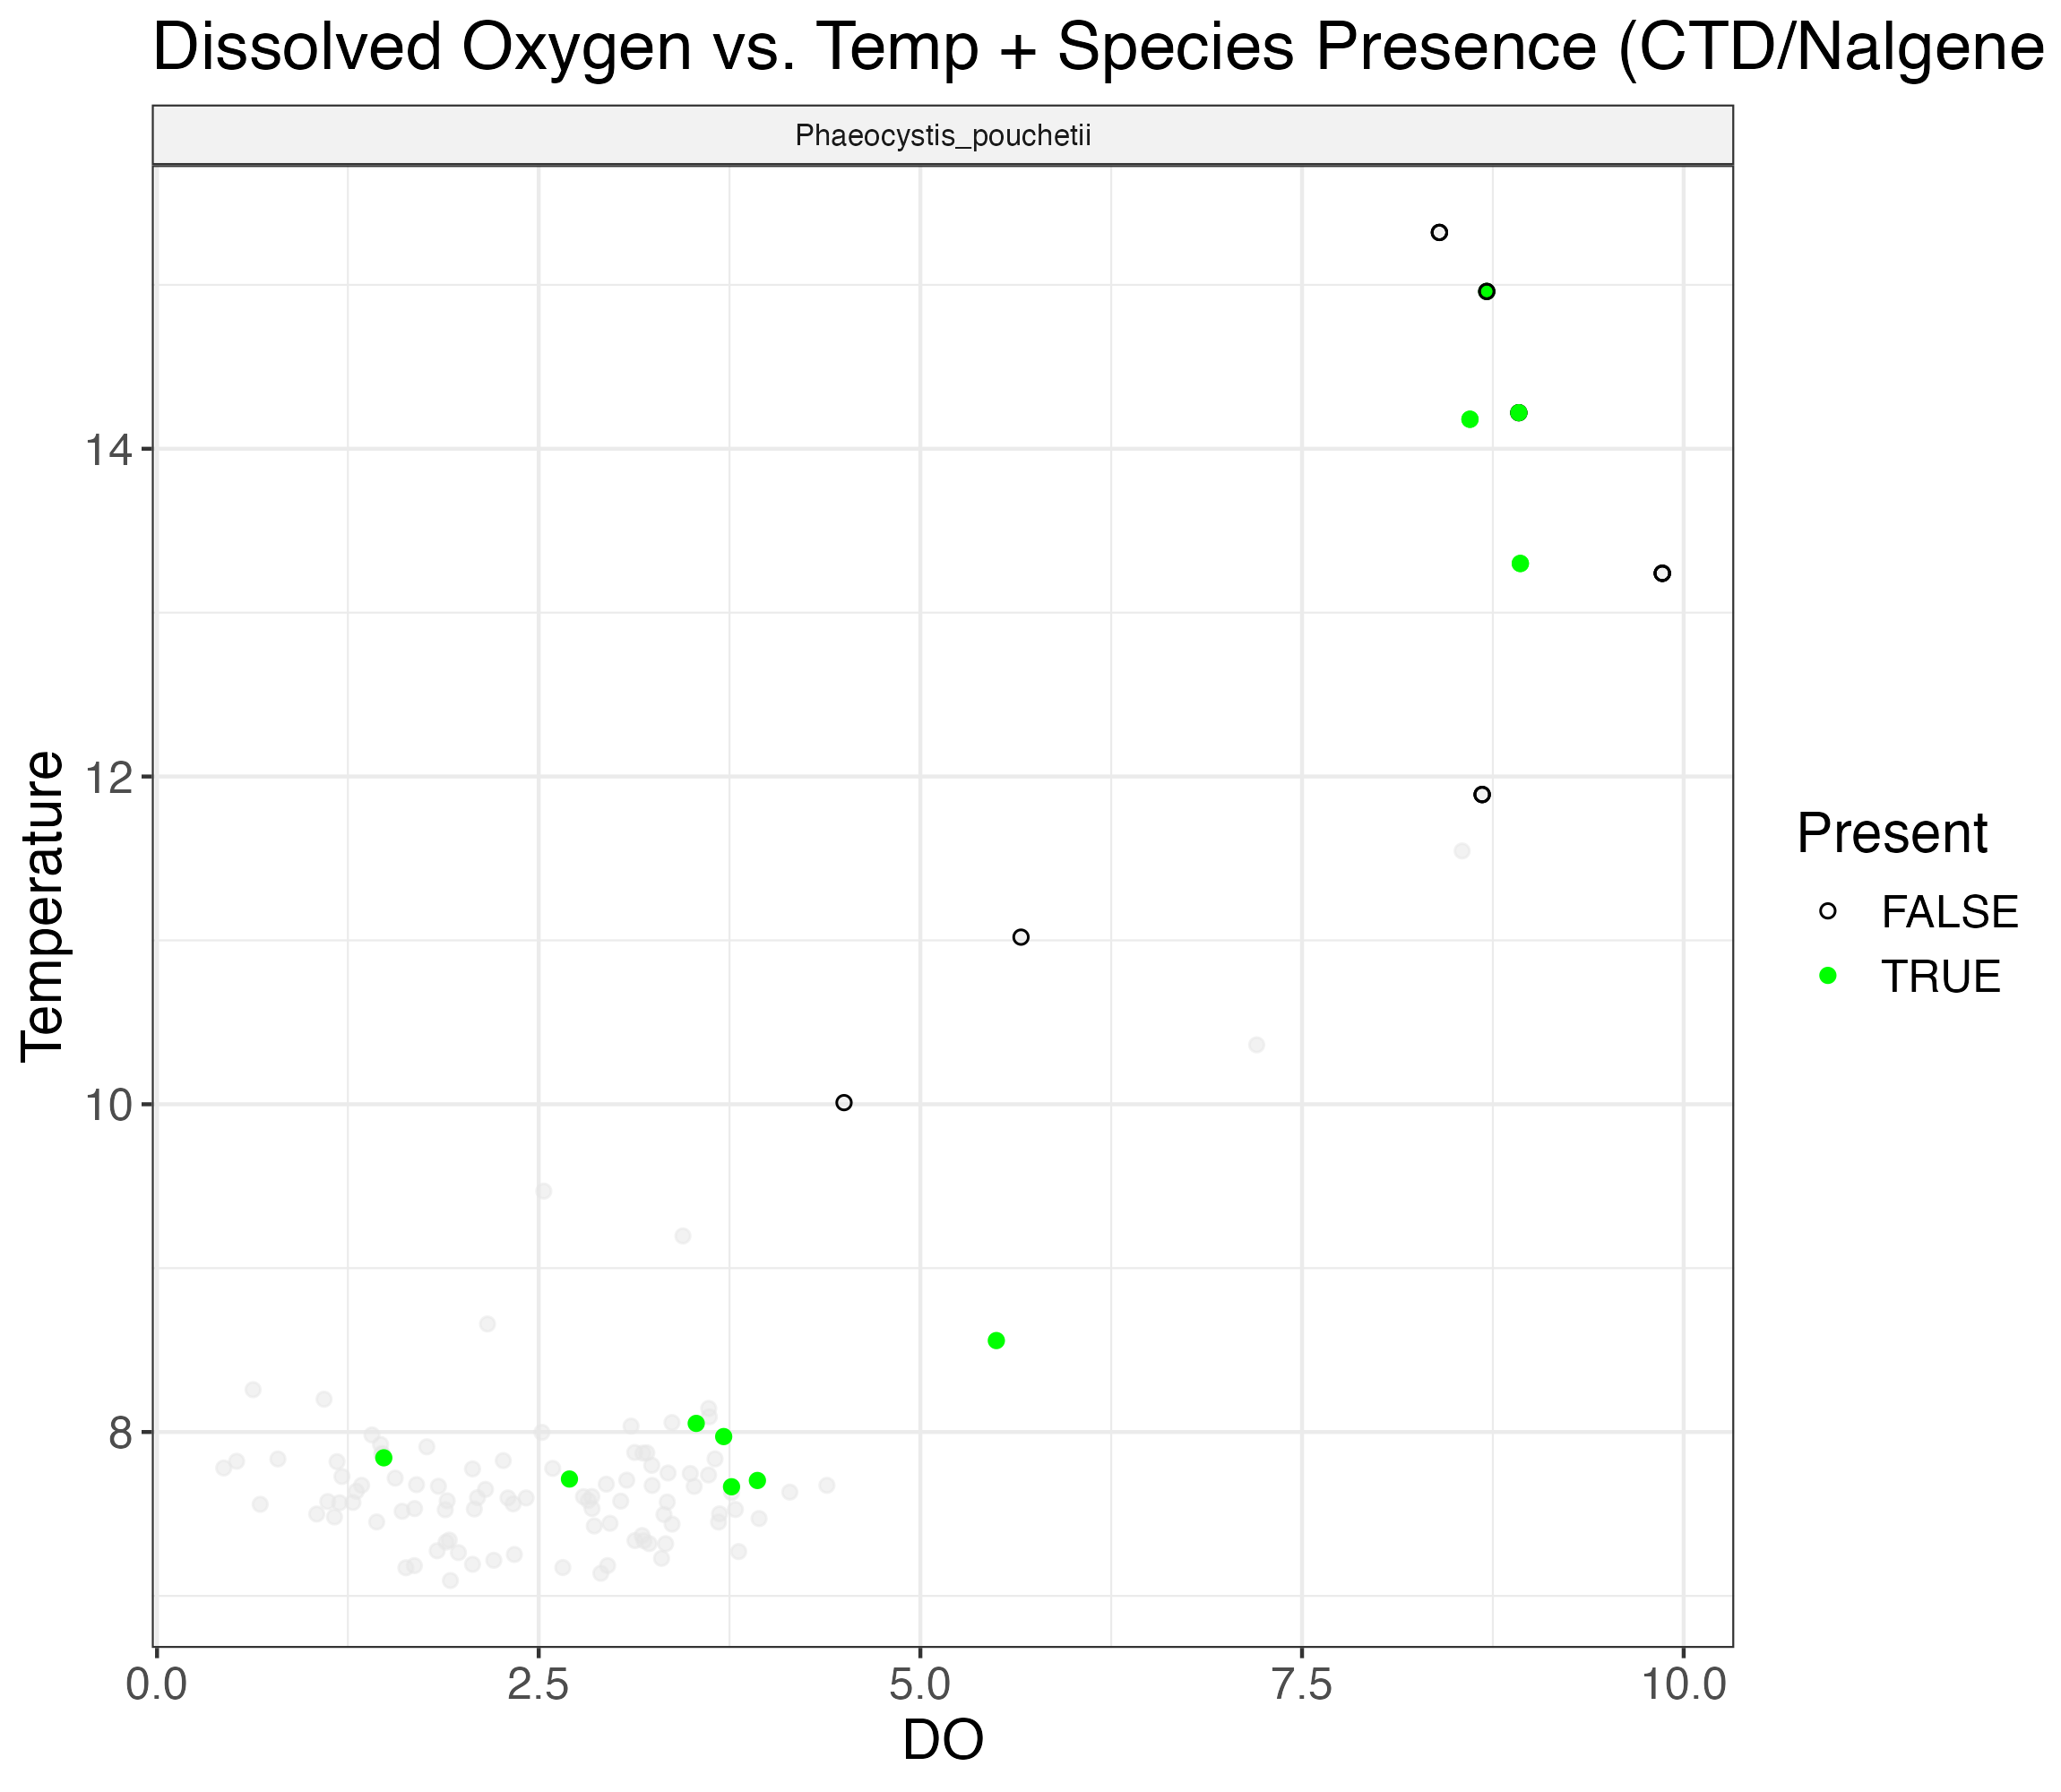 Dissolved Oxygen vs. Temp + Species Presence (CTD/Nalgene
Phaeocystis_pouchetii
14
12
10
8
Temperature
0.0 2.5 5.0 7.5 10.0
DO
Present
FALSE
TRUE